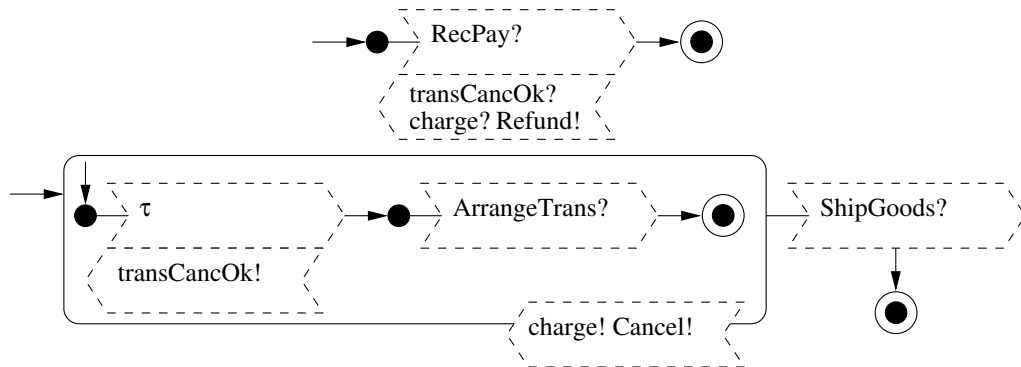 RecPay?
transCancOk?
charge? Refund!
τ
ArrangeTrans?
ShipGoods?
transCancOk!
charge! Cancel!